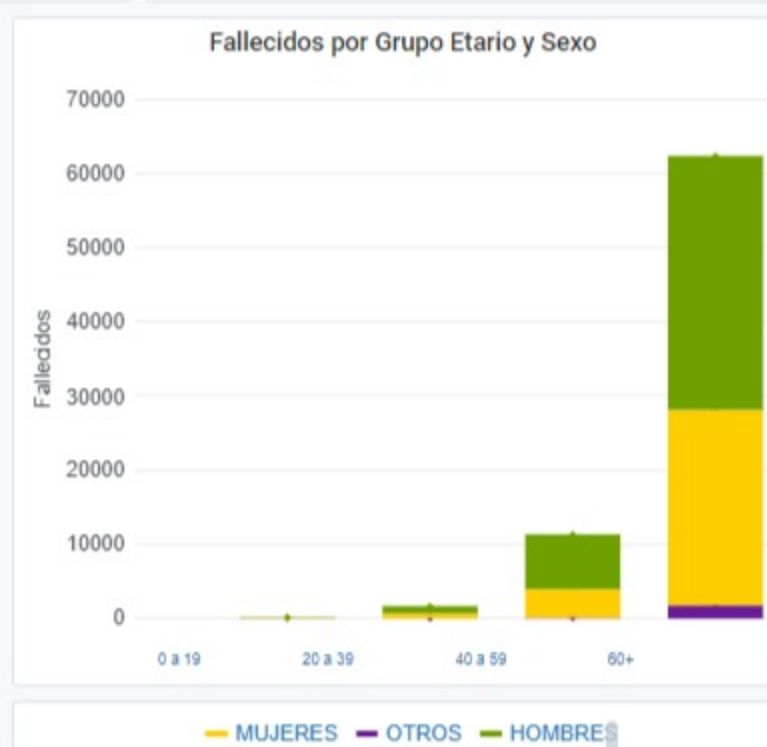 Fallecidos por Grupo Etario y Sexo
70000
60000
50000
40000
30000
20000
10000
0
Fallecidos
0 a 19
20 a 39
40 a 59
60+
MUJERES
OTROS
HOMBRES